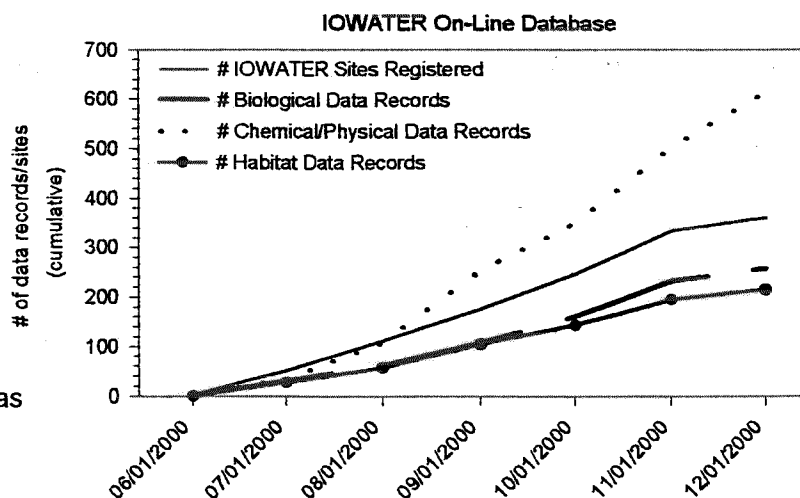 IOWATER On-Line Database
700
600
500
400
300
200
100
0
# of data records/sites
(cumulative)
# IOWATER Sites Registered
# Biological Data Records
# Chemical/Physical Data Records
# Habitat Data Records
as
06/01/2000
07/01/2000
08/01/2000
09/01/2000
10/01/2000
11/01/2000
12/01/2000